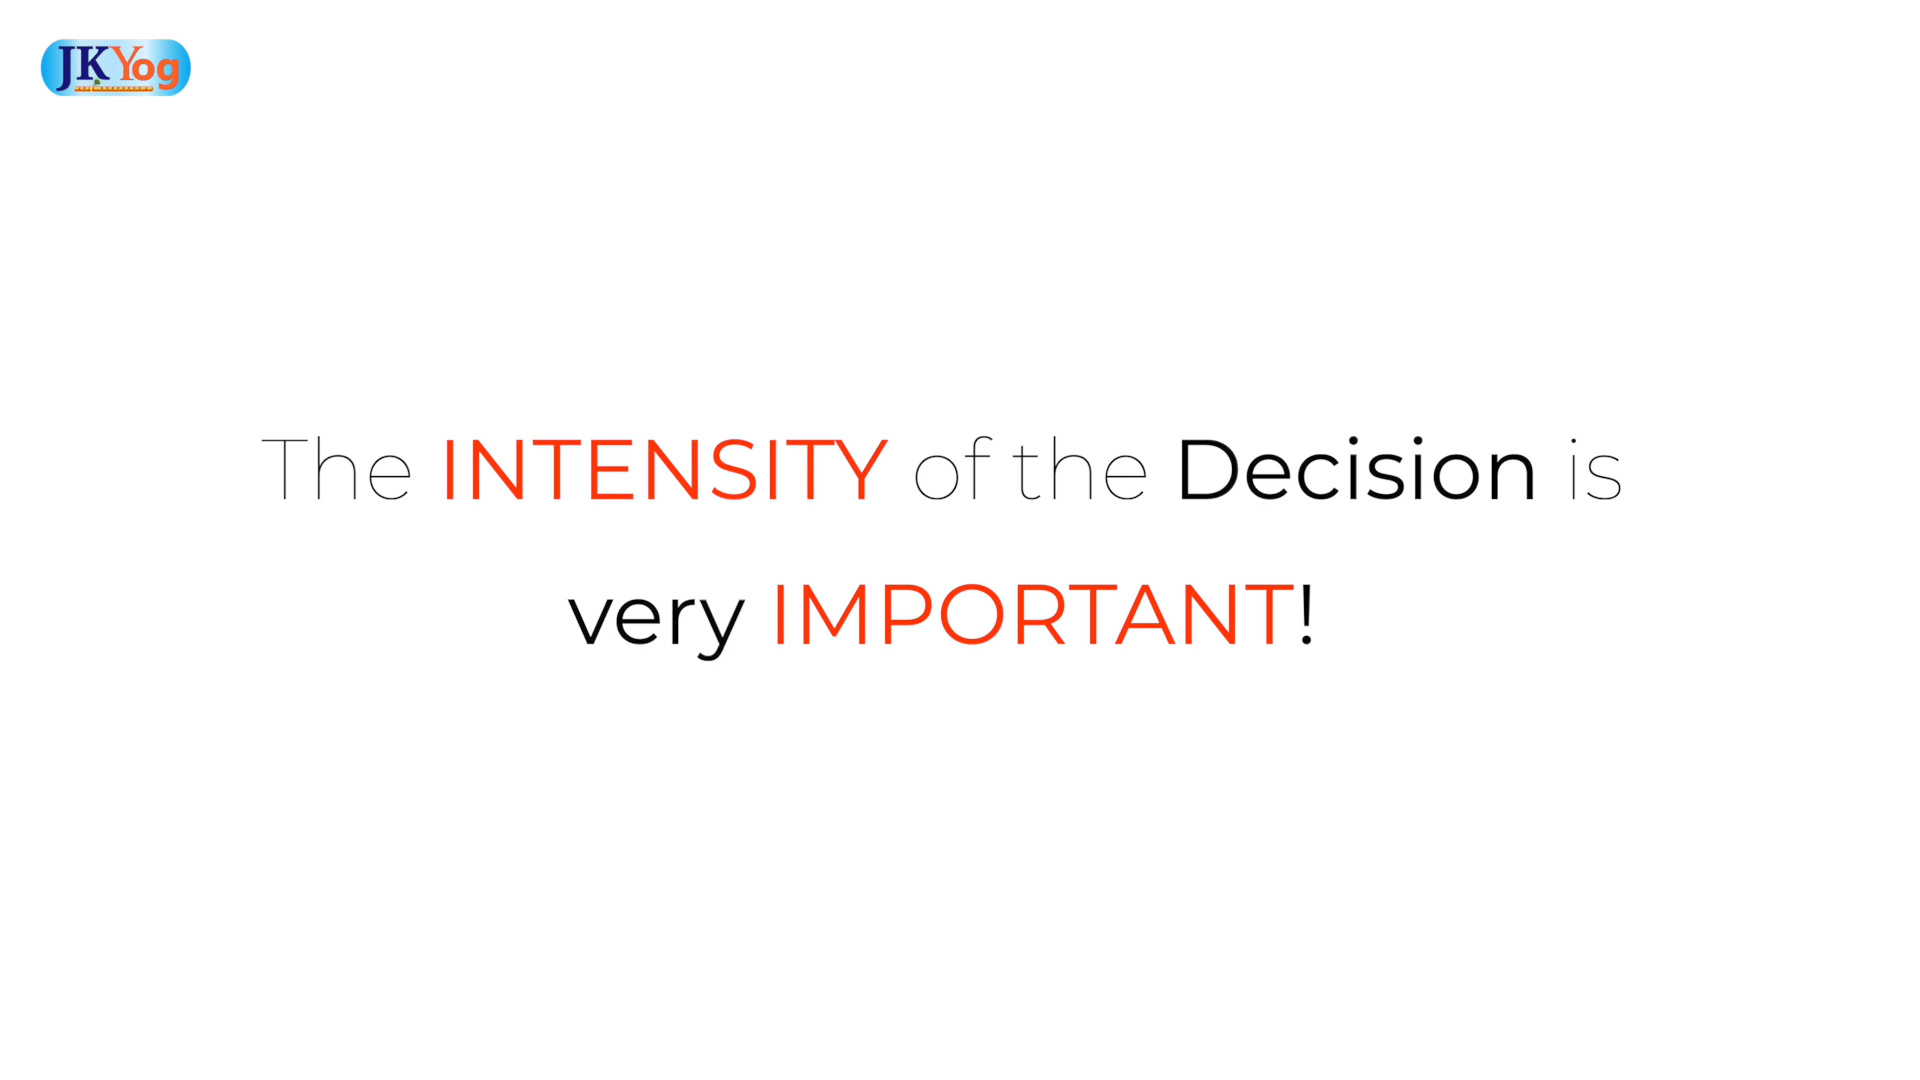 JKYog
The INTENSITY of the Decision is
very IMPORTANT!